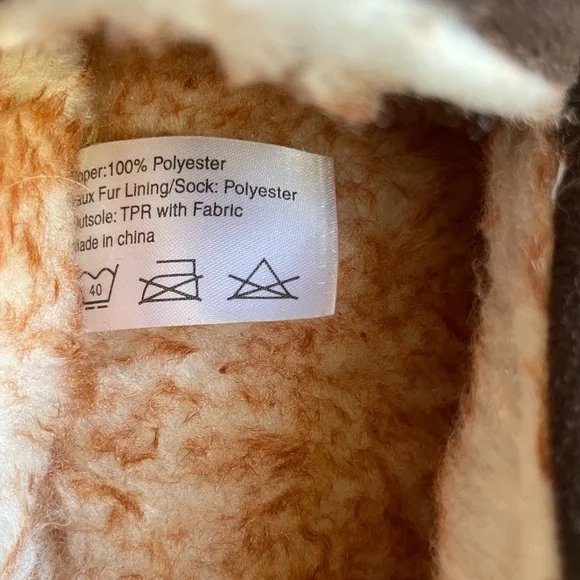 pper:100% Polyester
aux Fur Lining/Sock: Polyester
utsole: TPR with Fabric
ade in china
40